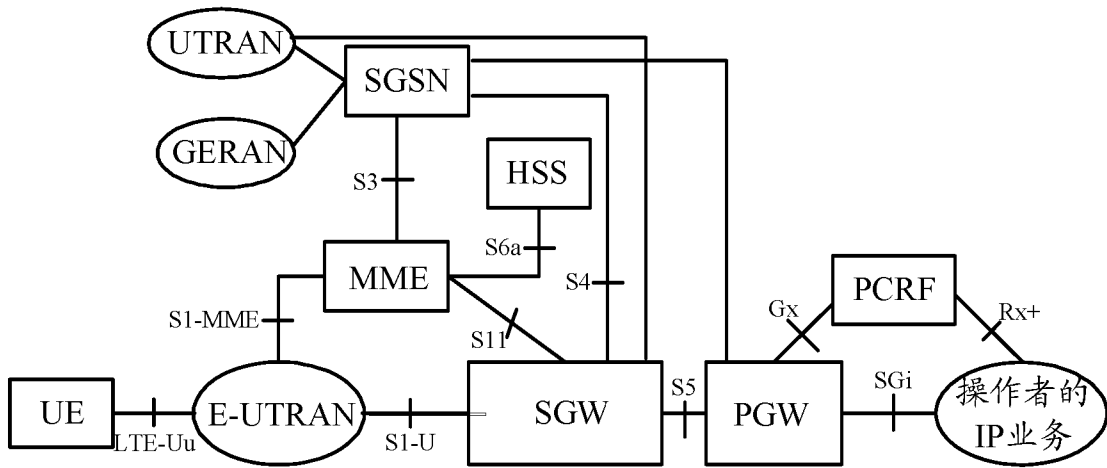 UTRAN
SGSN
GERAN
HSS
S3
S6a
MME
S4
PCRF
Gx
Rx+
S1-MME
S11
UE
LTE-Uu
E-UTRAN
S1-U
SGW
S5
PGW
SGi
操作者的
IP业务